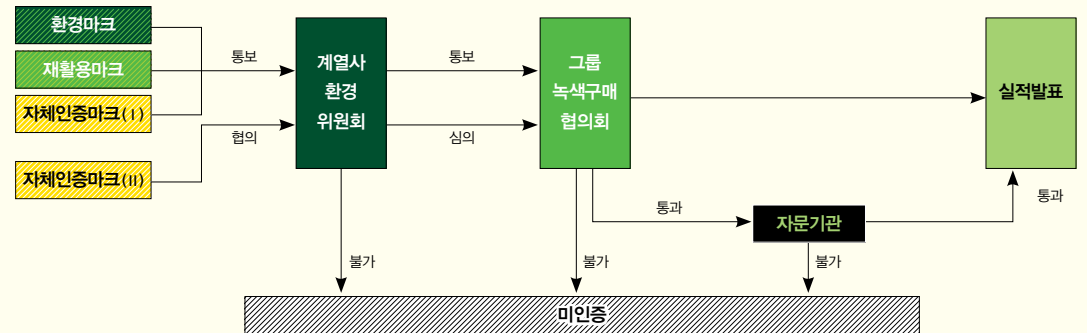 환경마크
재활용마크
자체인증마크(I)
자체인증마크(II)
통보
협의
계열사
환경
위원회
통보
심의
그룹
녹색구매
협의회
실적발표
통과
자문기관
통과
불가
불가
불가
미인증